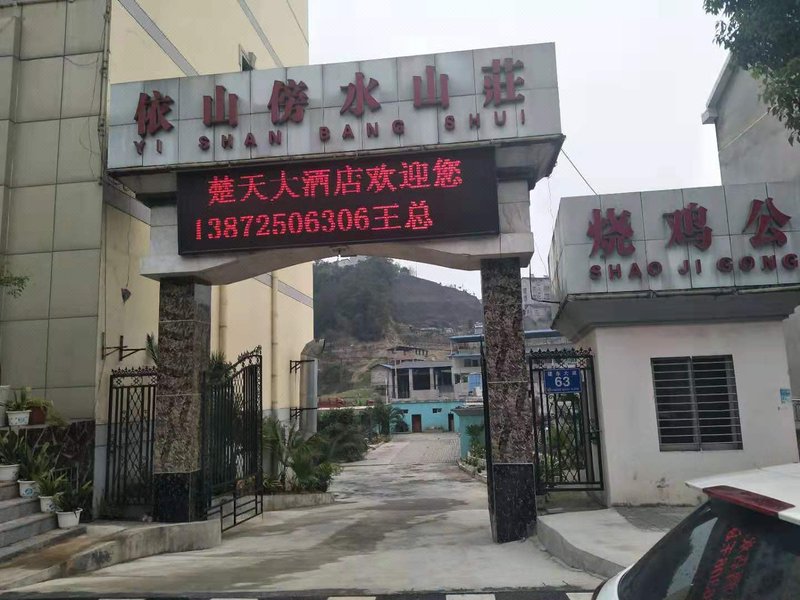 依山傍水山莊
YI SHAN BANG SHUI
楚天大酒店欢迎您
13872506306王总
烧鸡公
SHAO JI GONG
63